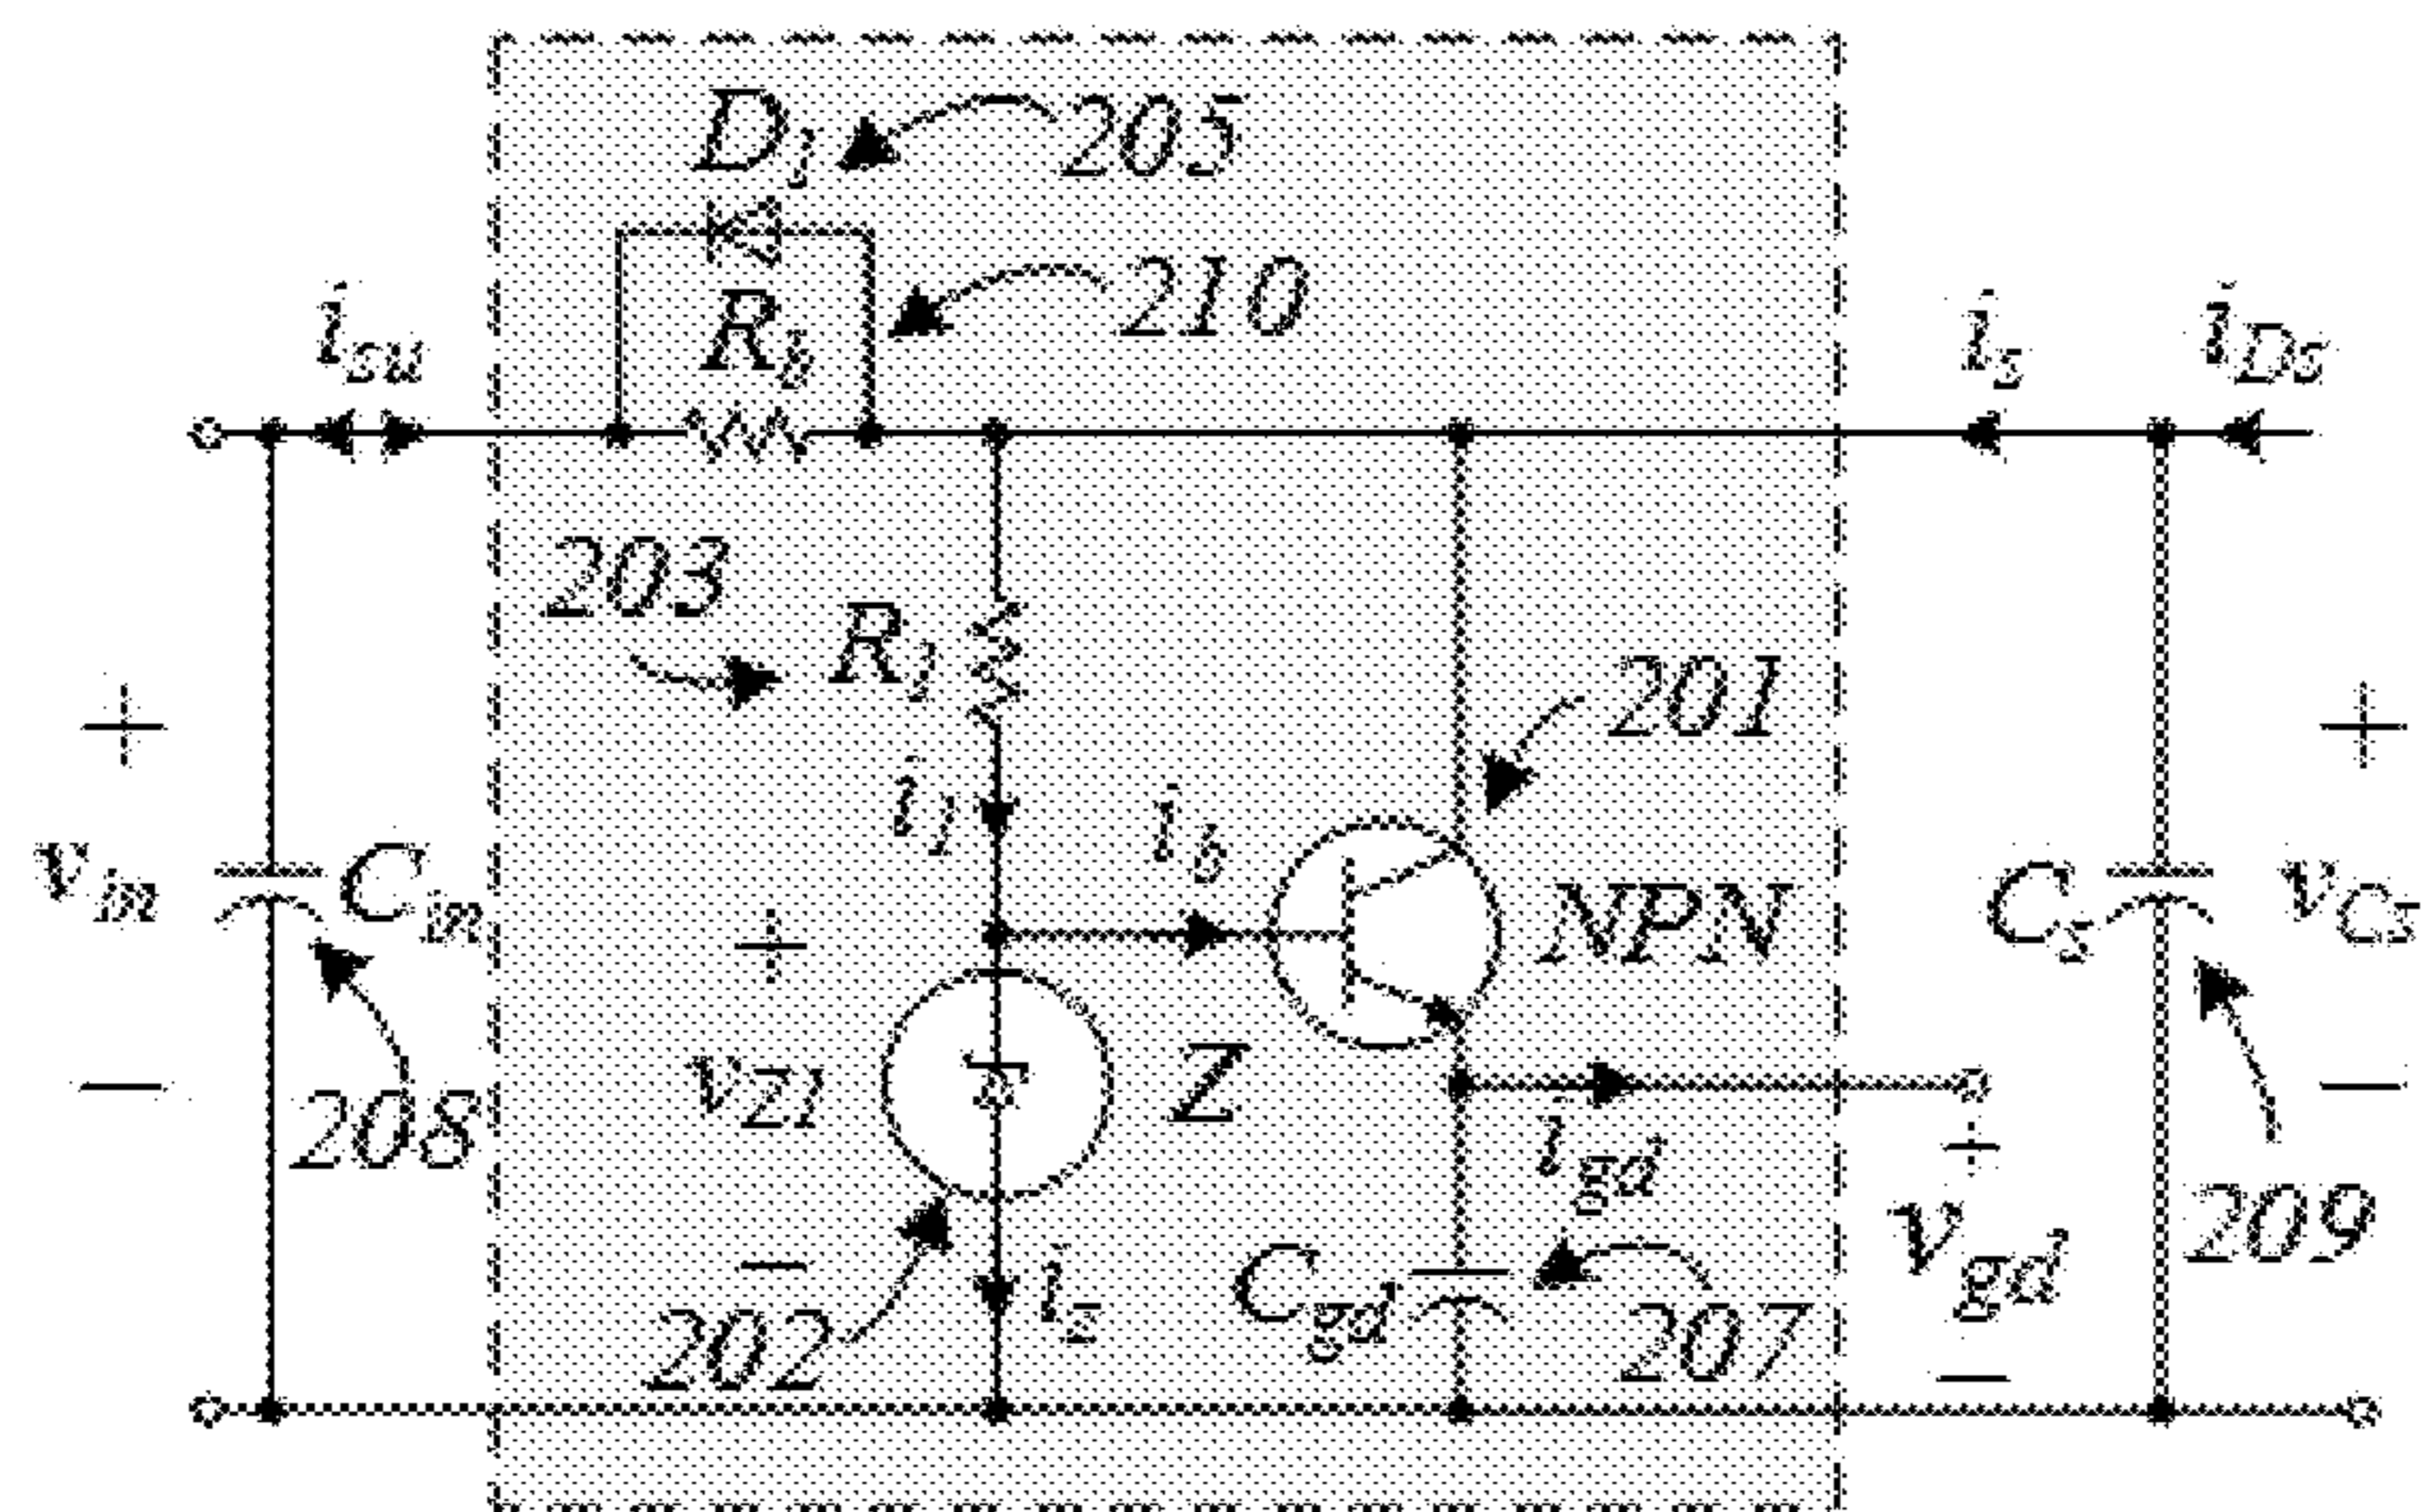 D1 205
210
isu Rb is iDs
203 R1
201
i1 ib
+ +
vin Cin + NPN Cs vCs
vZ1 Z
− 208 igd + −
− iz Cgd vgd 209
202 207 −